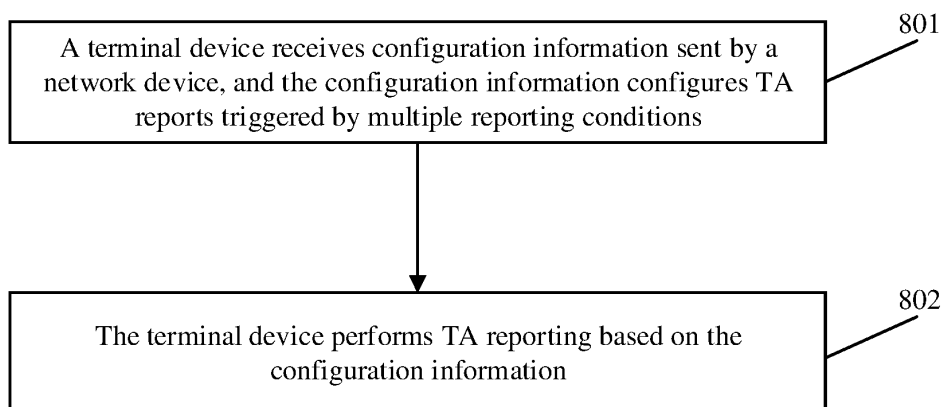 801
A terminal device receives configuration information sent by a
network device, and the configuration information configures TA
reports triggered by multiple reporting conditions
802
The terminal device performs TA reporting based on the
configuration information